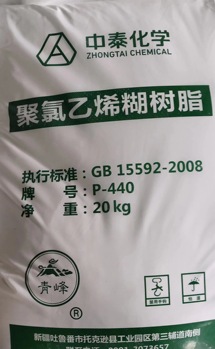 中泰化学
ZHONGTAI CHEMICAL
聚氯乙烯糊树脂
执行标准：GB 15592-2008
牌 号：P-440
净 重：20kg
青峰
®
新疆吐鲁番市托克逊县工业园区第三辅道南侧